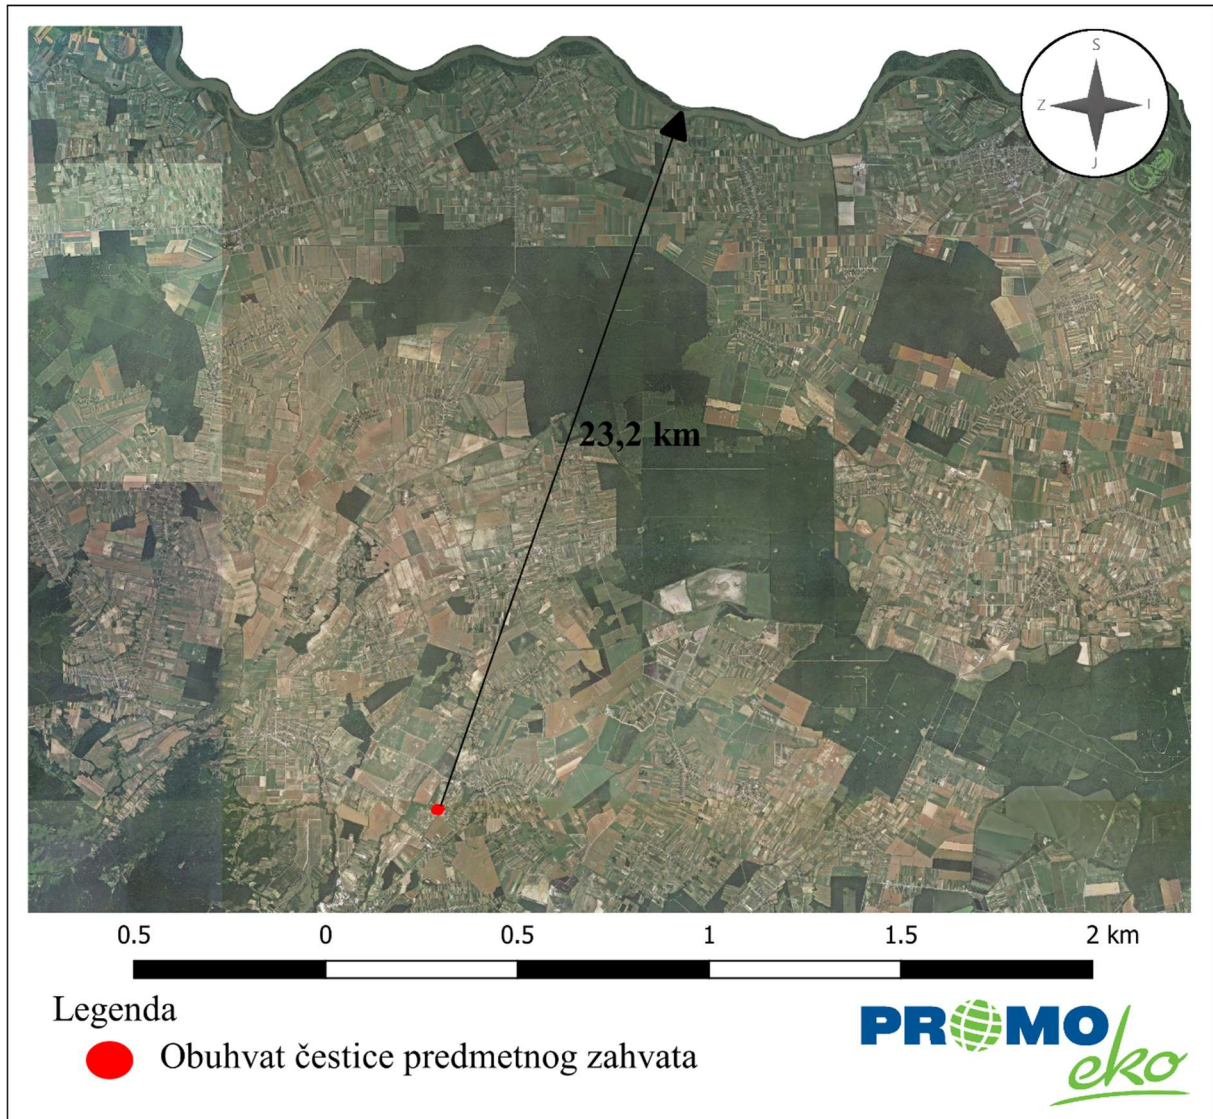 S
Z
I
J
23,2 km
0.5 0 0.5 1 1.5 2 km
Legenda
Obuhvat čestice predmetnog zahvata
PROMO
eko